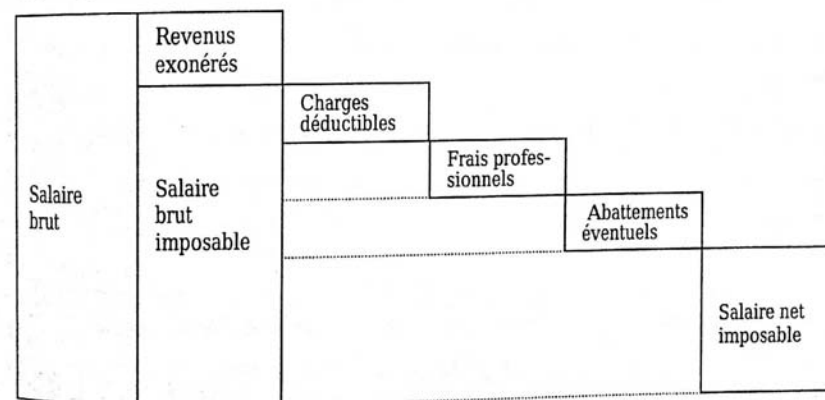 Revenus
exonérés
Charges
déductibles
Frais profes-
sionnels
Salaire
brut
Salaire
brut
imposable
Abattements
éventuels
Salaire net
imposable